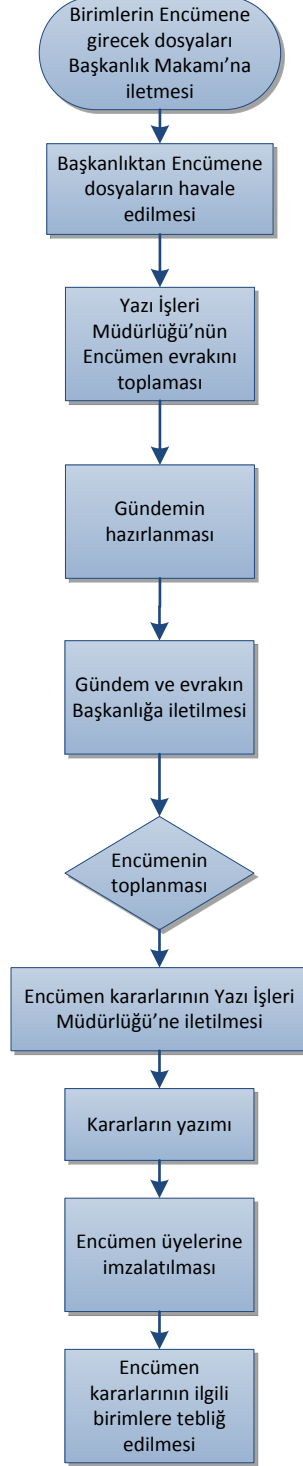 Birimlerin Encümene
girecek dosyaları
Başkanlık Makamı’na
iletmesi
Başkanlıktan Encümene
dosyaların havale
edilmesi
Yazı İşleri
Müdürlüğü’nün
Encümen evrakını
toplaması
Gündemin
hazırlanması
Gündem ve evrakın
Başkanlığa iletilmesi
Encümenin
toplanması
Encümen kararlarının Yazı İşleri
Müdürlüğü’ne iletilmesi
Kararların yazımı
Encümen üyelerine
imzalatılması
Encümen
kararlarının ilgili
birimlere tebliğ
edilmesi